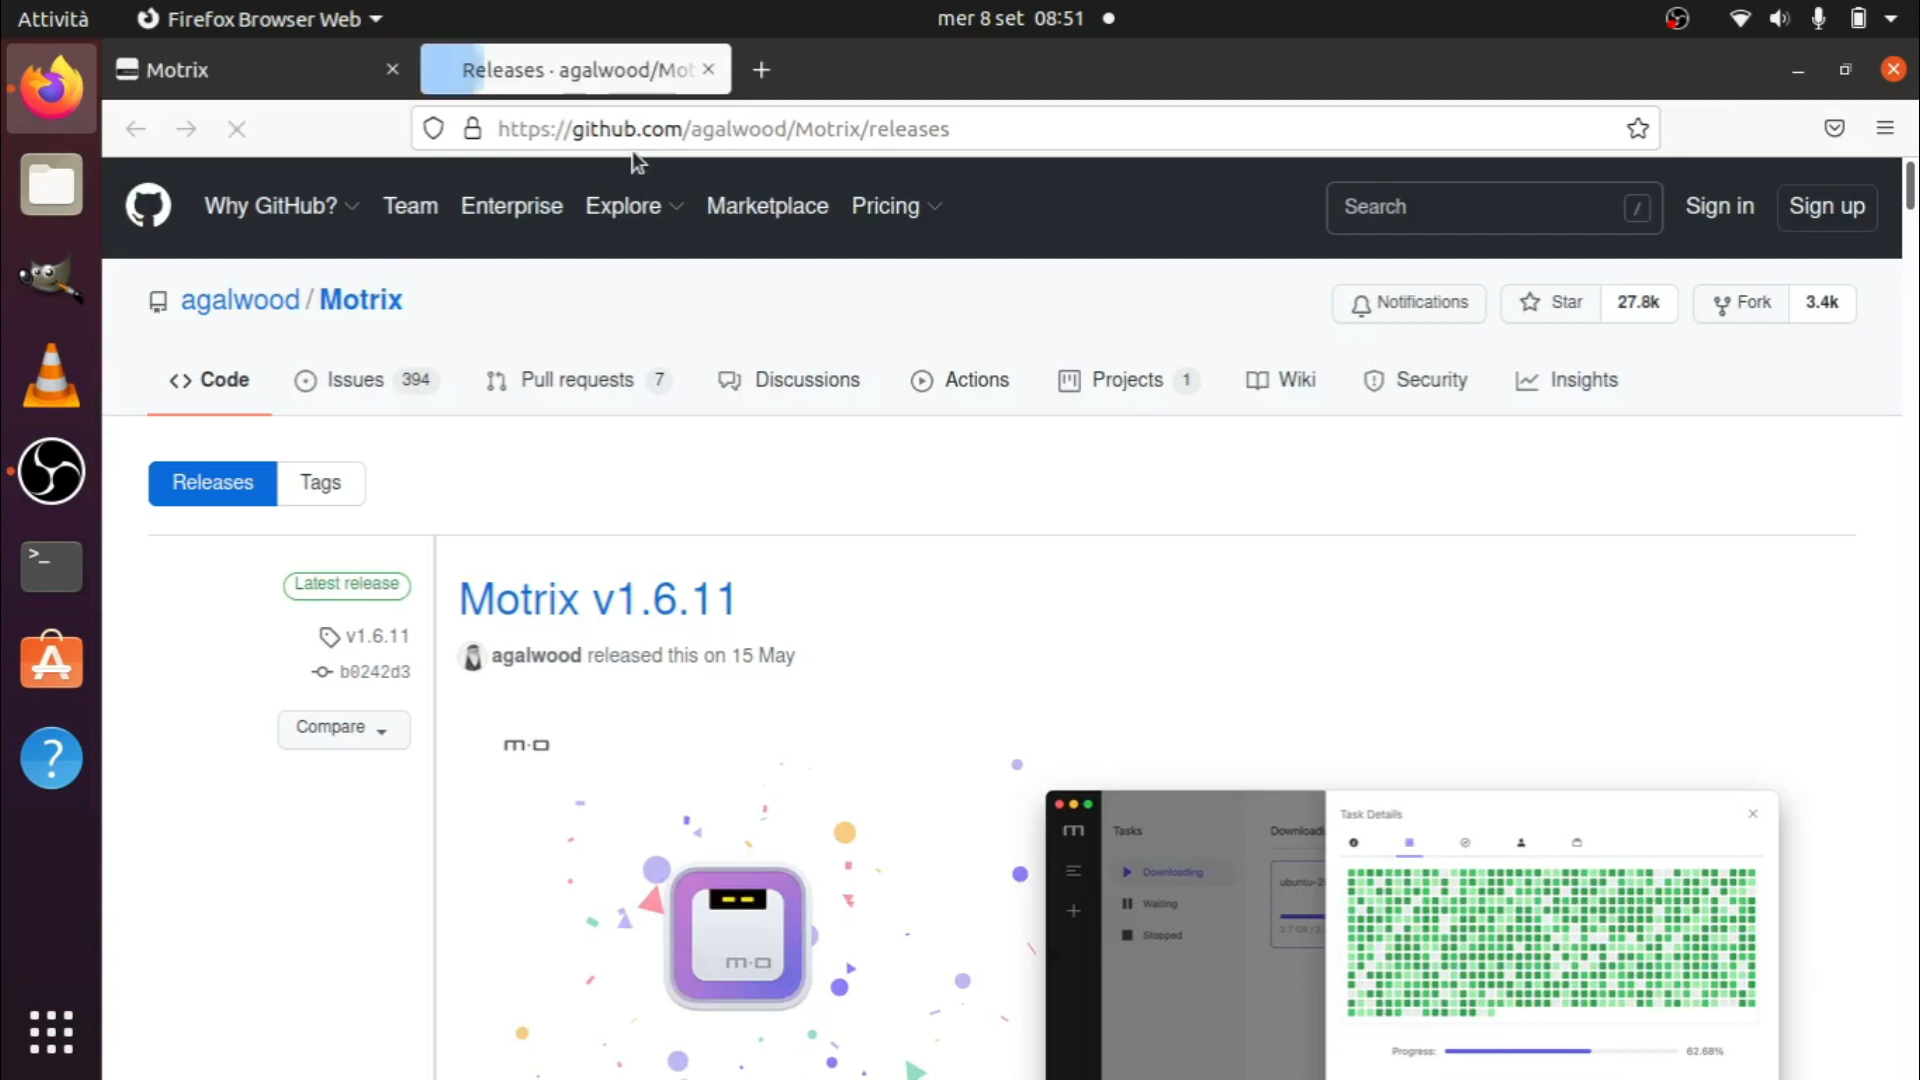 Attività
Firefox Browser Web
mer 8 set 08:51
Motrix
Releases · agalwood/Mot
https://github.com/agalwood/Motrix/releases
Why GitHub?
Team
Enterprise
Explore
Marketplace
Pricing
Search
/
Sign in
Sign up
agalwood / Motrix
Notifications
Star 27.8k
Fork 3.4k
Code
Issues 394
Pull requests 7
Discussions
Actions
Projects 1
Wiki
Security
Insights
Releases
Tags
Latest release
v1.6.11
b0242d3
Compare
Motrix v1.6.11
agalwood released this on 15 May
m·o
m·o
m
Tasks
Downloading
Waiting
Stopped
Downloadi
ubuntu-2
Task Details
Progress: 62.68%